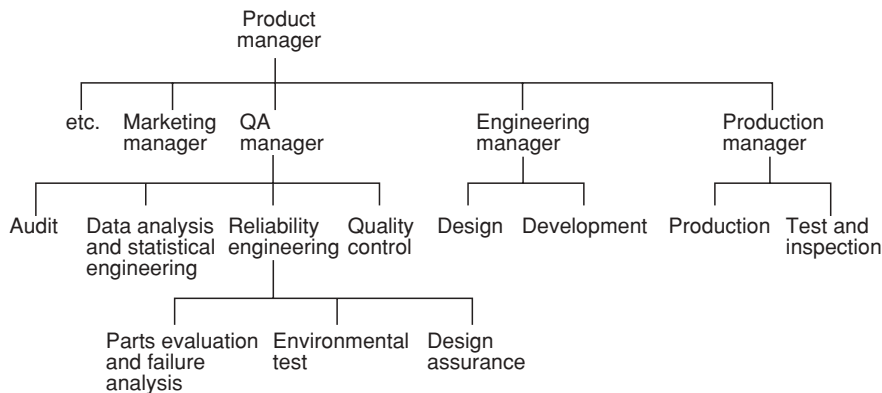 Product
manager
etc.
Marketing
manager
QA
manager
Engineering
manager
Production
manager
Audit
Data analysis
and statistical
engineering
Reliability
engineering
Quality
control
Design
Development
Production
Test and
inspection
Parts evaluation
and failure
analysis
Environmental
test
Design
assurance